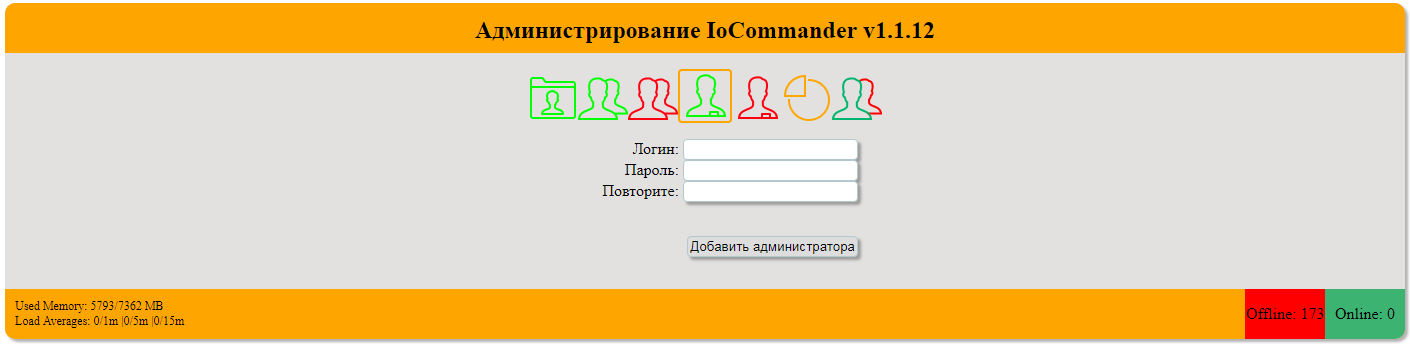 Администрирование IoCommander v1.1.12
Логин:
Пароль:
Повторите:
Добавить администратора
Used Memory: 5793/7362 MB
Load Averages: 0/1m |0/5m |0/15m
Offline: 173
Online: 0